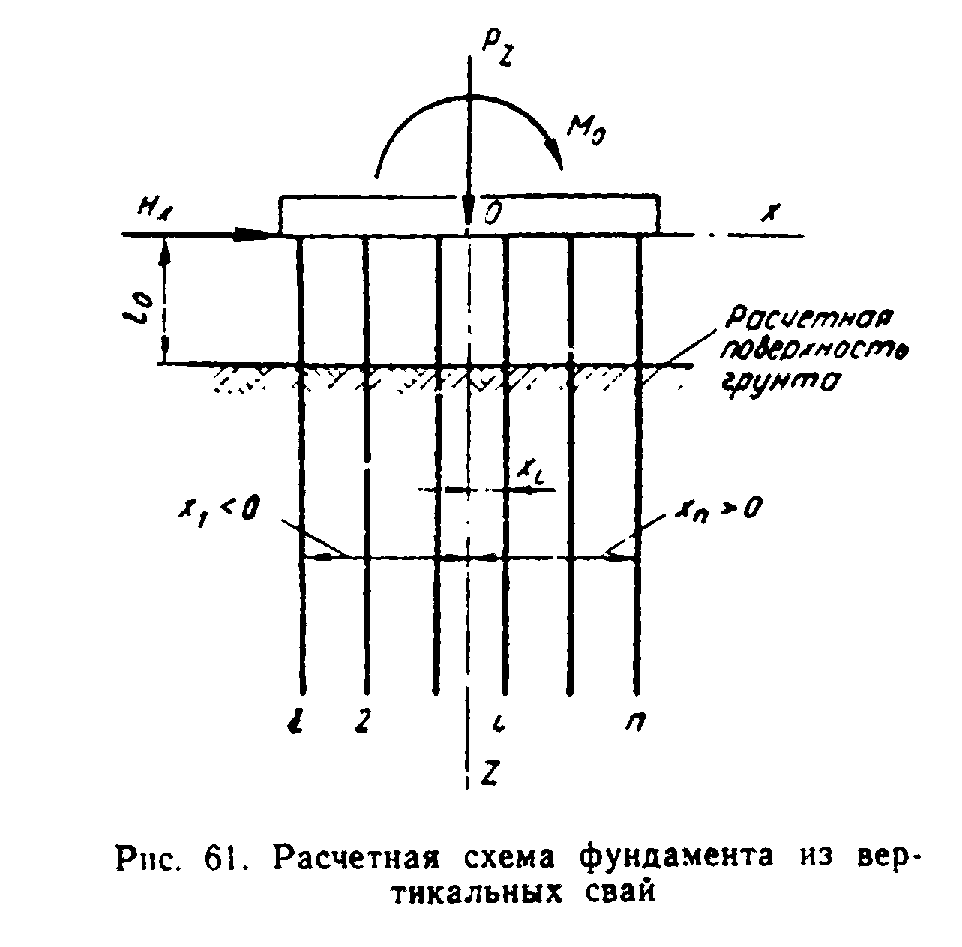 P_z
M_0
H_x
0
x
l_0
Расчетная
поверхность
грунта
x_i
x_1 < 0
x_n > 0
1 2 i n
z
Рис. 61. Расчетная схема фундамента из вер-
тикальных свай